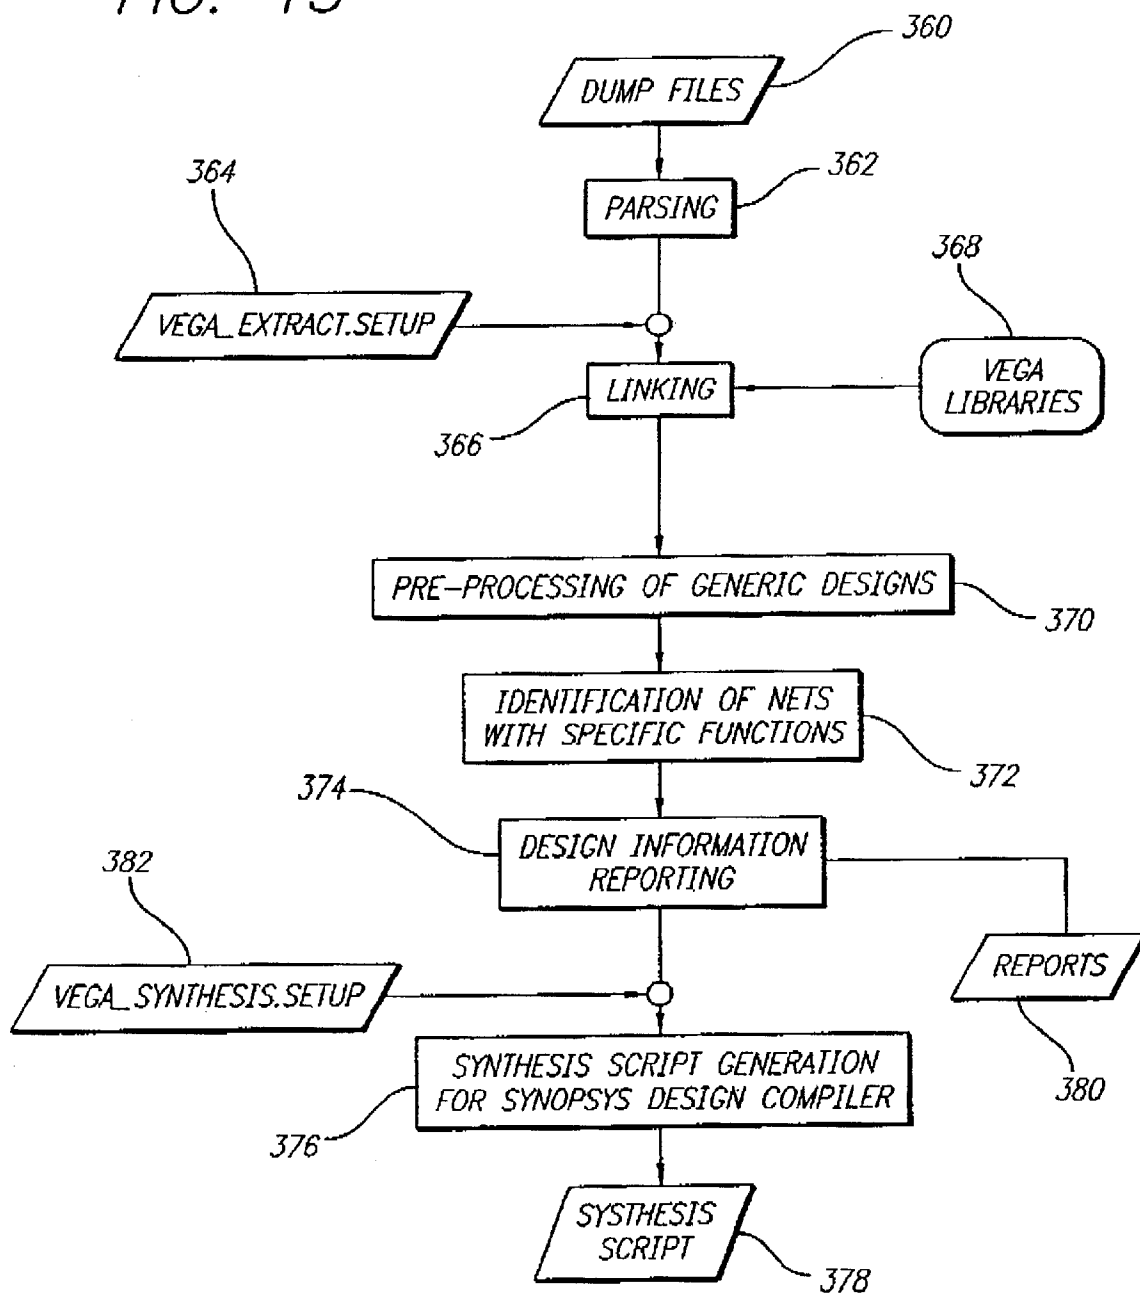 360
DUMP FILES
362
PARSING
364
368
VEGA_EXTRACT.SETUP
VEGA
LIBRARIES
LINKING
366
PRE-PROCESSING OF GENERIC DESIGNS
370
IDENTIFICATION OF NETS
WITH SPECIFIC FUNCTIONS
372
374
DESIGN INFORMATION
REPORTING
382
REPORTS
VEGA_SYNTHESIS.SETUP
380
SYNTHESIS SCRIPT GENERATION
FOR SYNOPSYS DESIGN COMPILER
376
SYSTHESIS
SCRIPT
378